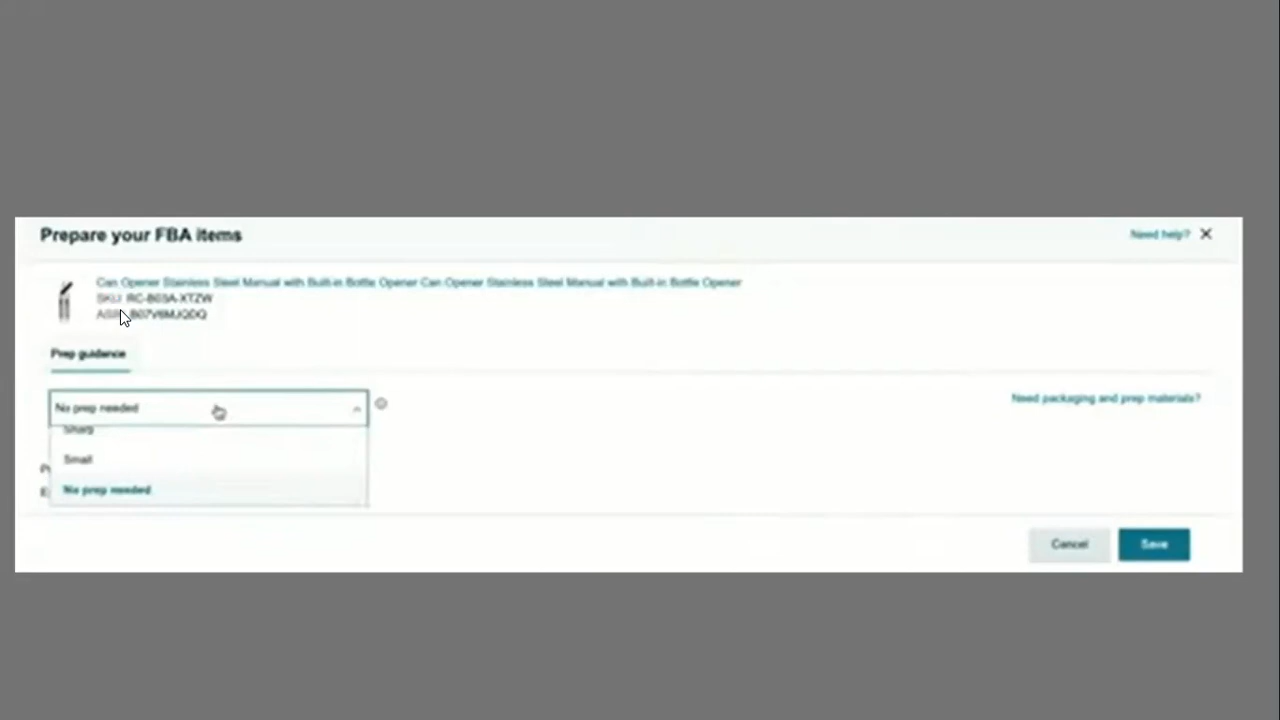 Prepare your FBA items
Need help?
Can Opener Stainless Steel Manual with Built-in Bottle Opener Can Opener Stainless Steel Manual with Built-in Bottle Opener
SKU: RC-B03A-XTZW
B07V6MJQDQ
Prep guidance
No prep needed
Need packaging and prep materials?
Sharp
Small
No prep needed
Cancel
Save